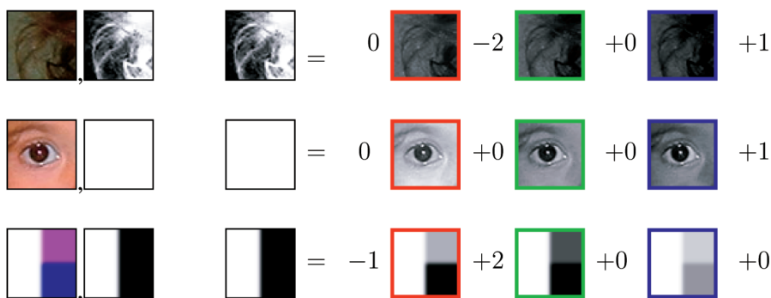 , = 0 −2 +0 +1
, = 0 +0 +0 +1
, = −1 +2 +0 +0